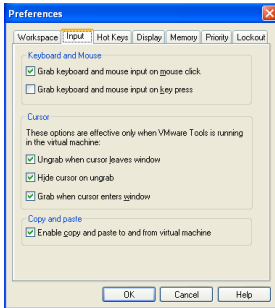 Preferences
Workspace Input Hot Keys Display Memory Priority Lockout
Keyboard and Mouse
Grab keyboard and mouse input on mouse click
Grab keyboard and mouse input on key press
Cursor
These options are effective only when VMware Tools is running
in the virtual machine:
Ungrab when cursor leaves window
Hide cursor on ungrab
Grab when cursor enters window
Copy and paste
Enable copy and paste to and from virtual machine
OK Cancel Help